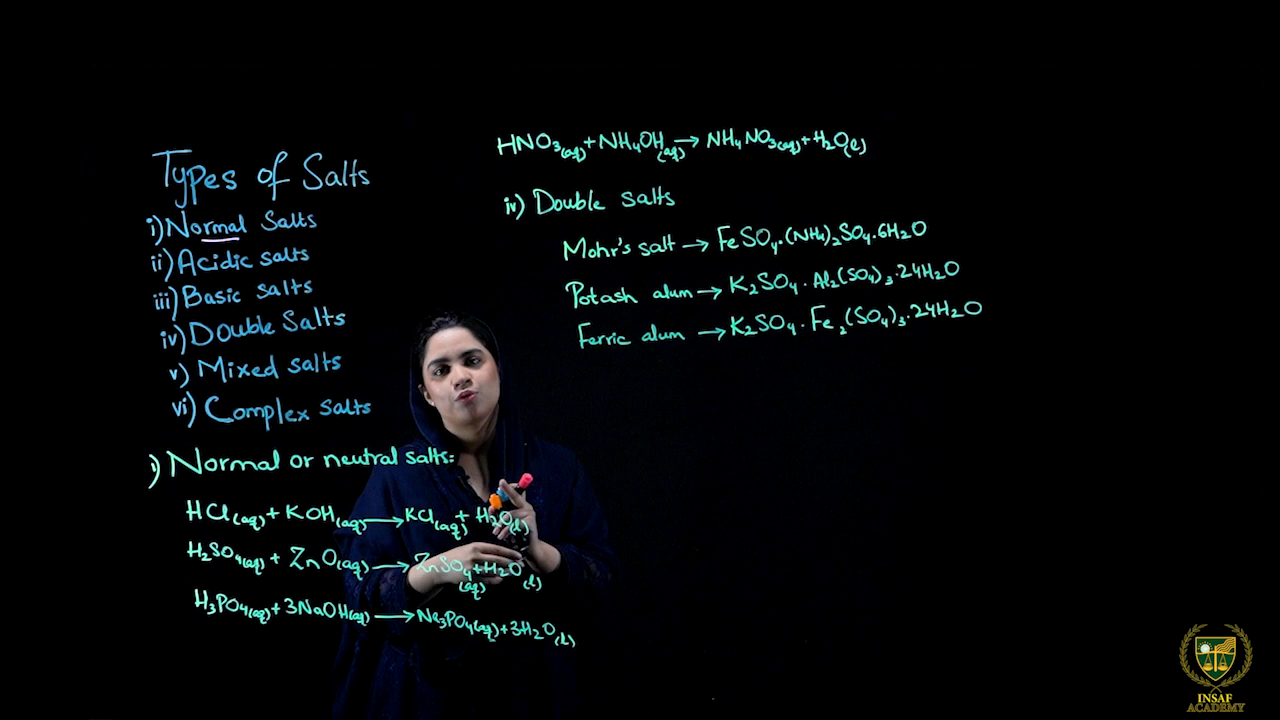 Types of Salts
i) Normal Salts
ii) Acidic salts
iii) Basic salts
iv) Double Salts
v) Mixed salts
vi) Complex salts
i) Normal or neutral salts:
HCl(aq) + KOH(aq) → KCl(aq) + H2O(l)
H2SO4(aq) + ZnO(aq) → ZnSO4(aq) + H2O(l)
H3PO4(aq) + 3NaOH(aq) → Na3PO4(aq) + 3H2O(l)
HNO3(aq) + NH4OH(aq) → NH4NO3(aq) + H2O(l)
iv) Double salts
Mohr's salt → FeSO4.(NH4)2SO4.6H2O
Potash alum → K2SO4.Al2(SO4)3.24H2O
Ferric alum → K2SO4.Fe2(SO4)3.24H2O
INSAF
ACADEMY